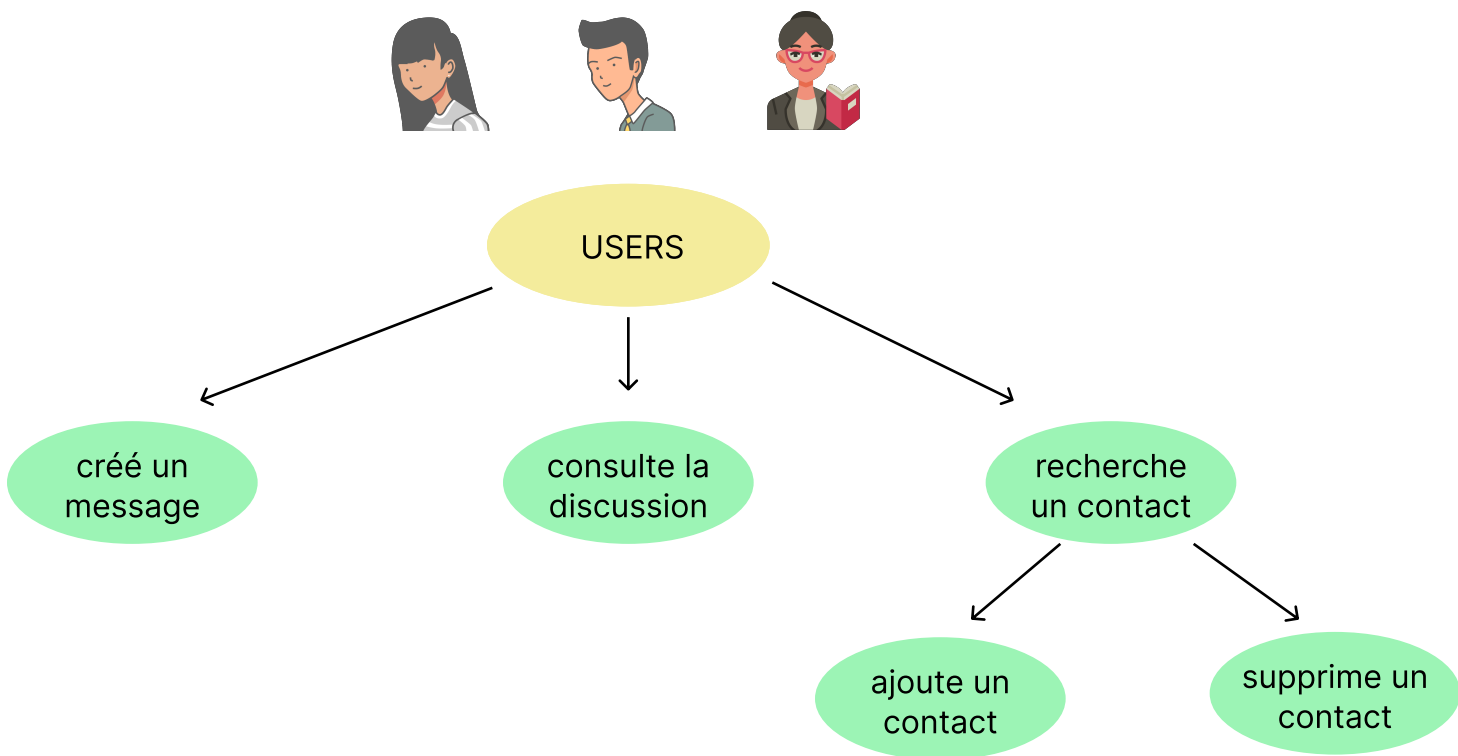 USERS
créé un
message
consulte la
discussion
recherche
un contact
ajoute un
contact
supprime un
contact